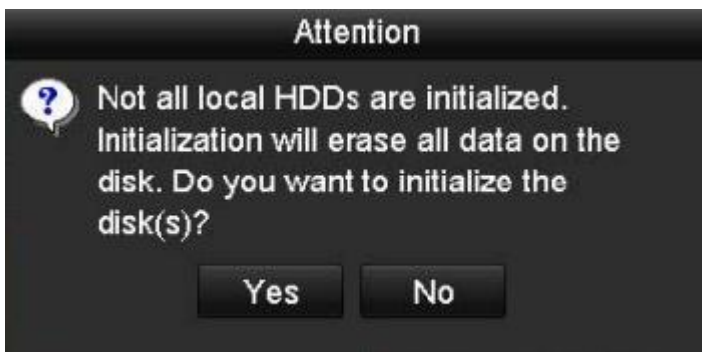 Attention
Not all local HDDs are initialized.
Initialization will erase all data on the
disk. Do you want to initialize the
disk(s)?
Yes No